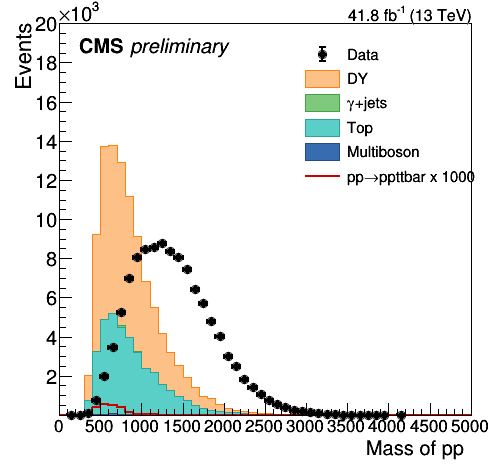 ×10³
41.8 fb⁻¹ (13 TeV)
CMS preliminary
Events
Data
DY
γ+jets
Top
Multiboson
pp→ppttbar x 1000
20
18
16
14
12
10
8
6
4
2
0 500 1000 1500 2000 2500 3000 3500 4000 4500 5000
Mass of pp